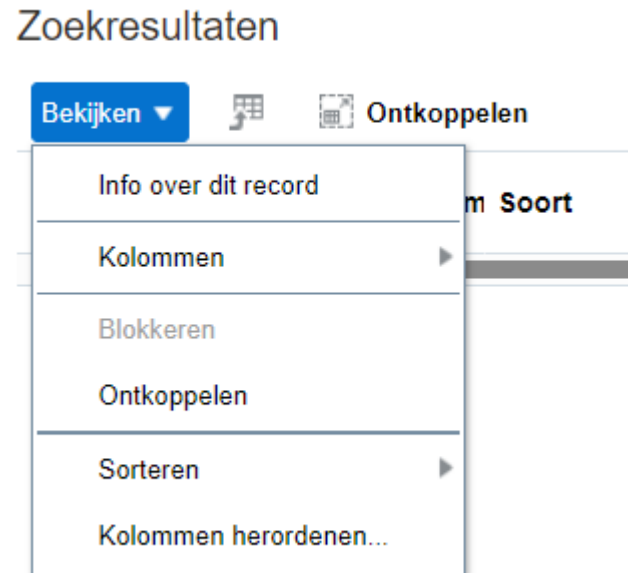 Zoekresultaten
Bekijken Ontkoppelen
Info over dit record
m Soort
Kolommen
Blokkeren
Ontkoppelen
Sorteren
Kolommen herordenen...